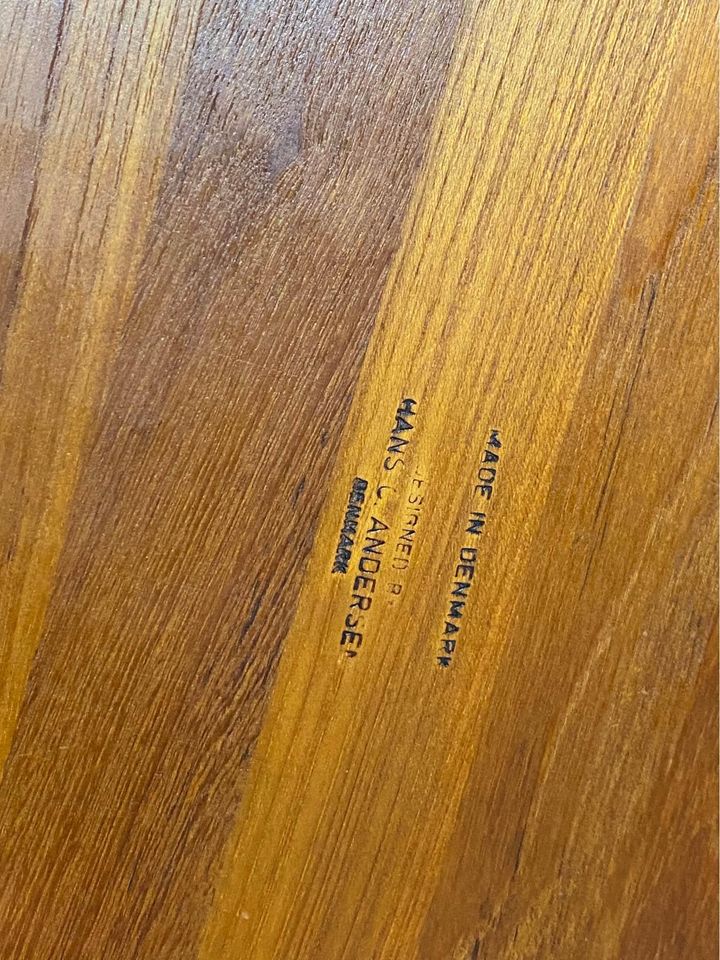 MADE IN DENMARK
DESIGNED BY
HANS C. ANDERSEN
DENMARK